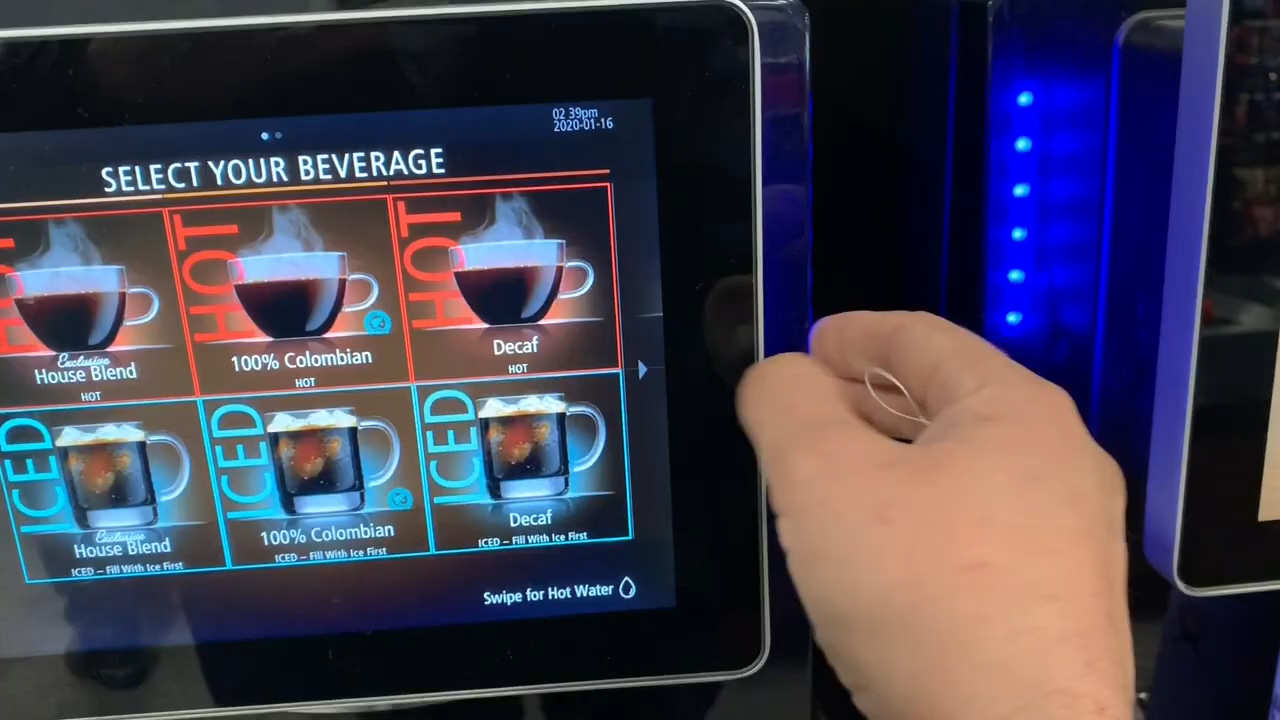 02 39pm
2020-01-16
SELECT YOUR BEVERAGE
HOT
Exclusive
House Blend
HOT
HOT
100% Colombian
HOT
HOT
Decaf
HOT
ICED
Exclusive
House Blend
ICED – Fill With Ice First
ICED
100% Colombian
ICED – Fill With Ice First
ICED
Decaf
ICED – Fill With Ice First
Swipe for Hot Water